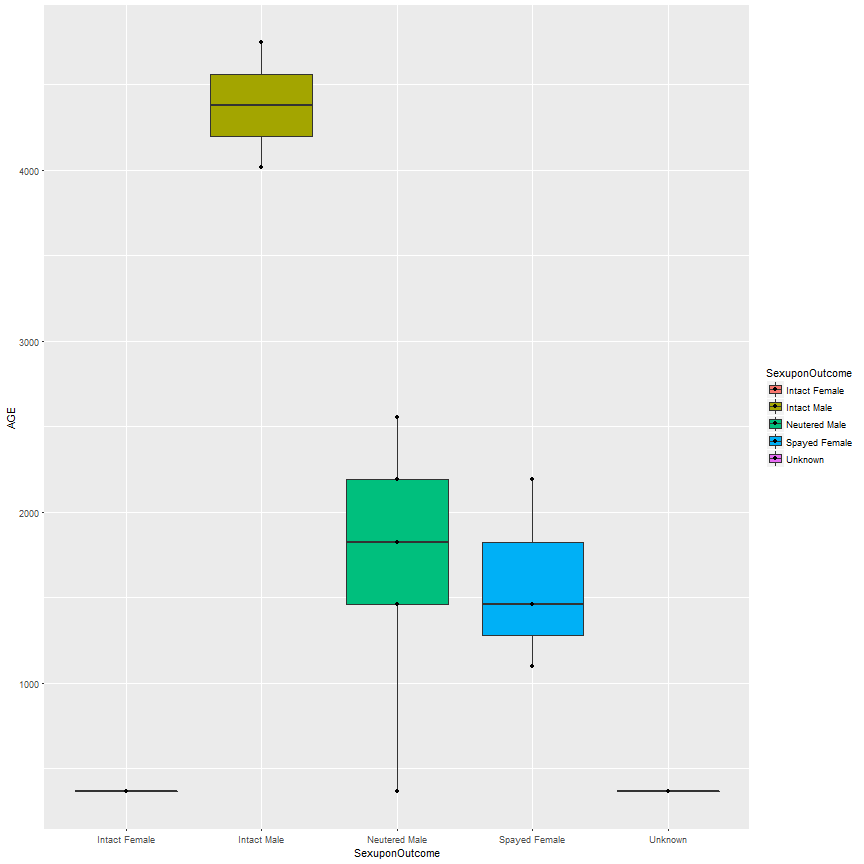 AGE
4000
3000
2000
1000
Intact Female
Intact Male
Neutered Male
Spayed Female
Unknown
SexuponOutcome
SexuponOutcome
Intact Female
Intact Male
Neutered Male
Spayed Female
Unknown